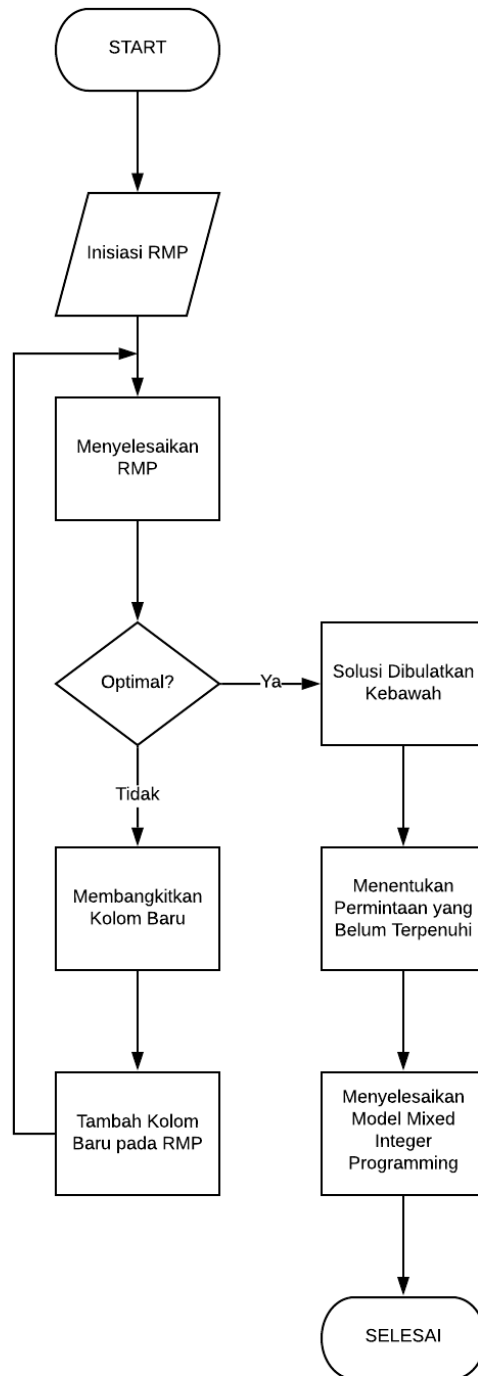 START
Inisiasi RMP
Menyelesaikan
RMP
Optimal?
Ya
Tidak
Solusi Dibulatkan
Kebawah
Membangkitkan
Kolom Baru
Menentukan
Permintaan yang
Belum Terpenuhi
Tambah Kolom
Baru pada RMP
Menyelesaikan
Model Mixed
Integer
Programming
SELESAI